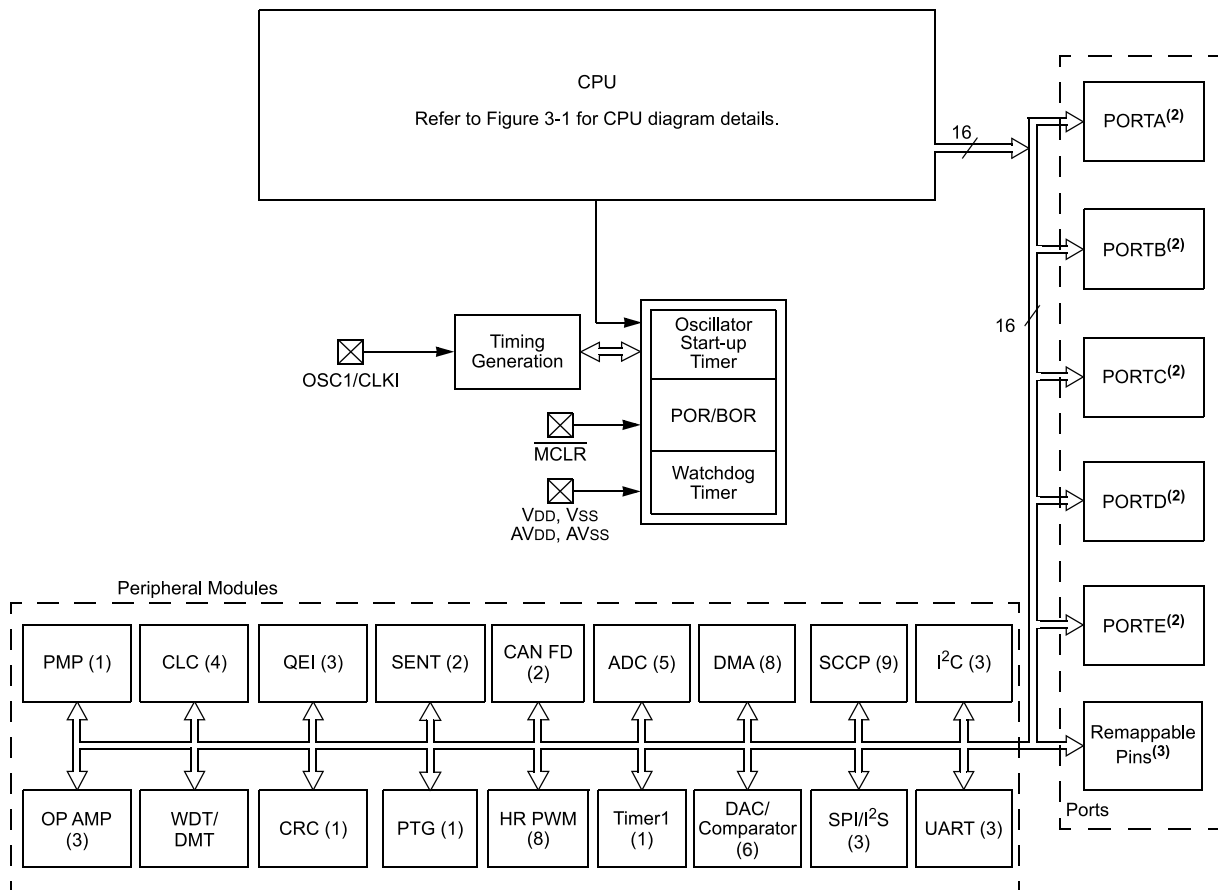 CPU
Refer to Figure 3-1 for CPU diagram details.
16
PORTA(2)
PORTB(2)
16
PORTC(2)
PORTD(2)
PORTE(2)
Remappable
Pins(3)
Ports
Timing
Generation
OSC1/CLKI
Oscillator
Start-up
Timer
POR/BOR
MCLR
Watchdog
Timer
VDD, VSS
AVDD, AVSS
Peripheral Modules
PMP (1)
CLC (4)
QEI (3)
SENT (2)
CAN FD
(2)
ADC (5)
DMA (8)
SCCP (9)
I2C (3)
OP AMP
(3)
WDT/
DMT
CRC (1)
PTG (1)
HR PWM
(8)
Timer1
(1)
DAC/
Comparator
(6)
SPI/I2S
(3)
UART (3)